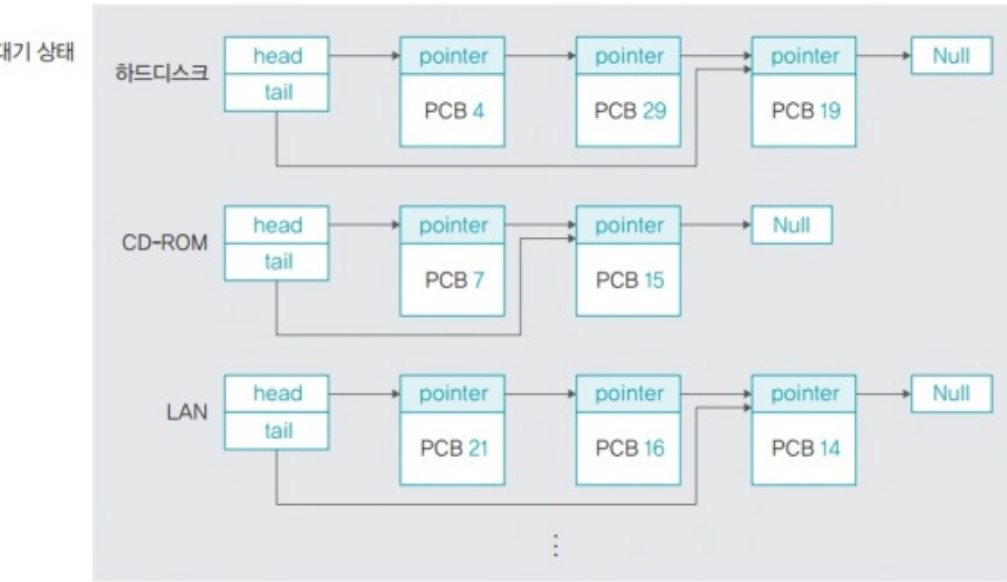 대기 상태
하드디스크
head
tail
pointer
PCB 4
pointer
PCB 29
pointer
PCB 19
Null
CD-ROM
head
tail
pointer
PCB 7
pointer
PCB 15
Null
LAN
head
tail
pointer
PCB 21
pointer
PCB 16
pointer
PCB 14
Null
⋮